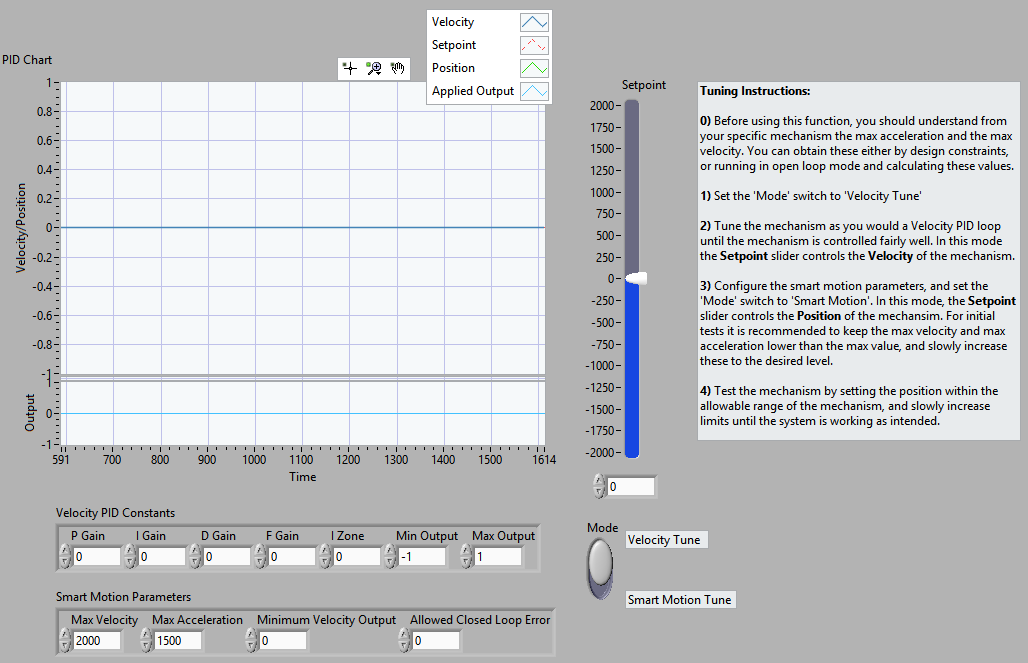 Velocity
Setpoint
Position
Applied Output
PID Chart
Velocity/Position
1
0.8
0.6
0.4
0.2
0
-0.2
-0.4
-0.6
-0.8
-1
Output
1
0
-1
591 700 800 900 1000 1100 1200 1300 1400 1500 1614
Time
Setpoint
2000
1750
1500
1250
1000
750
500
250
0
-250
-500
-750
-1000
-1250
-1500
-1750
-2000
0
Tuning Instructions:
0) Before using this function, you should understand from
your specific mechanism the max acceleration and the max
velocity. You can obtain these either by design constraints,
or running in open loop mode and calculating these values.
1) Set the 'Mode' switch to 'Velocity Tune'
2) Tune the mechanism as you would a Velocity PID loop
until the mechanism is controlled fairly well. In this mode
the Setpoint slider controls the Velocity of the mechanism.
3) Configure the smart motion parameters, and set the
'Mode' switch to 'Smart Motion'. In this mode, the Setpoint
slider controls the Position of the mechansim. For initial
tests it is recommended to keep the max velocity and max
acceleration lower than the max value, and slowly increase
these to the desired level.
4) Test the mechanism by setting the position within the
allowable range of the mechanism, and slowly increase
limits until the system is working as intended.
Velocity PID Constants
P Gain I Gain D Gain F Gain I Zone Min Output Max Output
0 0 0 0 0 -1 1
Mode
Velocity Tune
Smart Motion Tune
Smart Motion Parameters
Max Velocity Max Acceleration Minimum Velocity Output Allowed Closed Loop Error
2000 1500 0 0